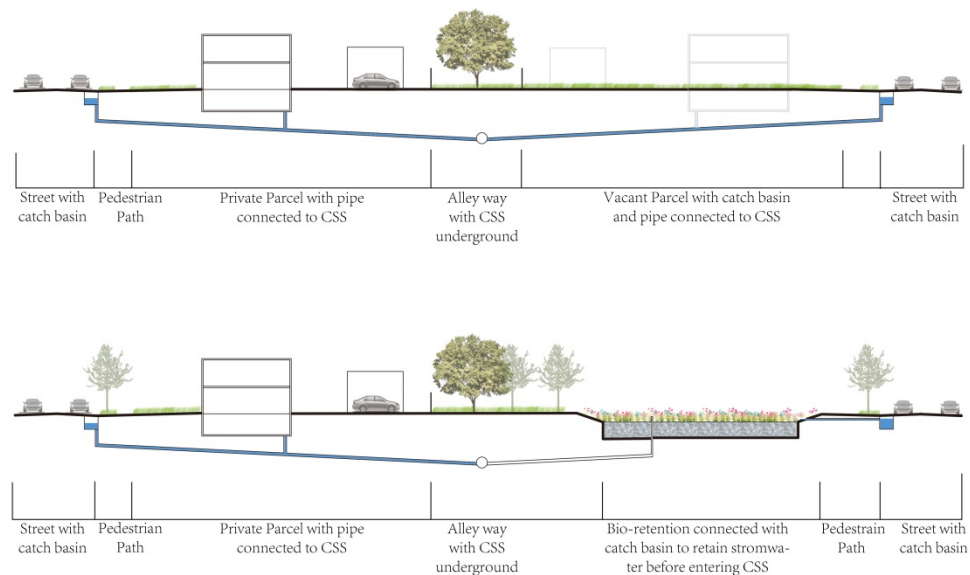 Street with
catch basin
Pedestrian
Path
Private Parcel with pipe
connected to CSS
Alley way
with CSS
underground
Vacant Parcel with catch basin
and pipe connected to CSS
Street with
catch basin
Street with
catch basin
Pedestrian
Path
Private Parcel with pipe
connected to CSS
Alley way
with CSS
underground
Bio-retention connected with
catch basin to retain stromwa-
ter before entering CSS
Pedestrain
Path
Street with
catch basin